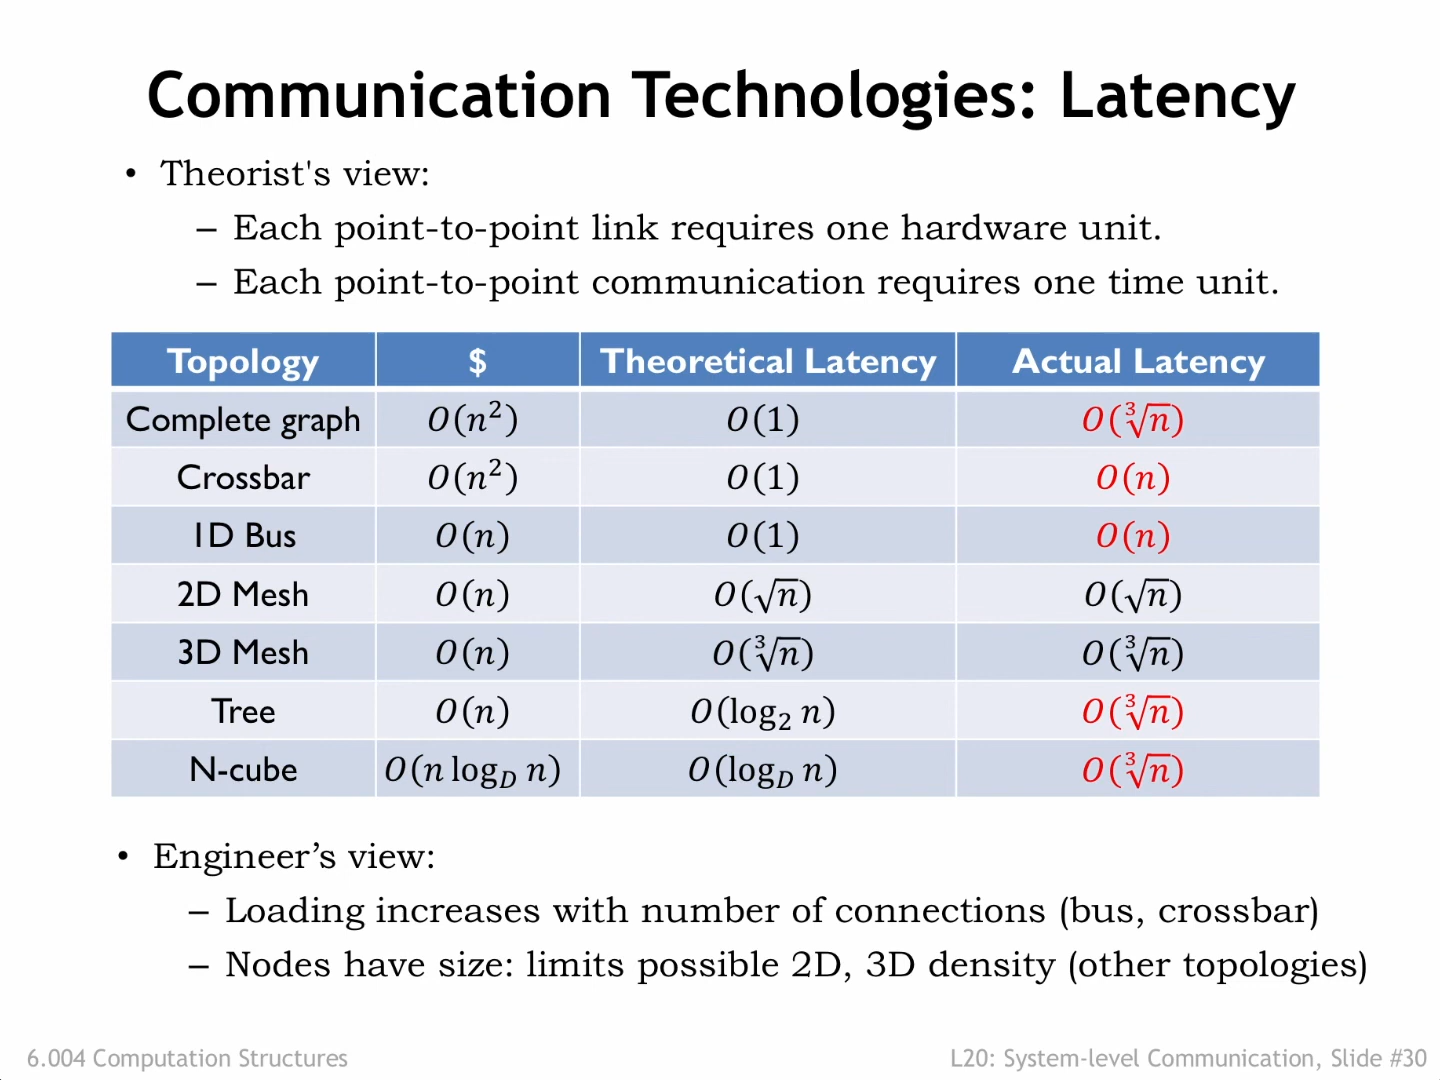 Communication Technologies: Latency
• Theorist's view:
– Each point-to-point link requires one hardware unit.
– Each point-to-point communication requires one time unit.
Topology $ Theoretical Latency Actual Latency
Complete graph O(n²) O(1) O(∛n)
Crossbar O(n²) O(1) O(n)
1D Bus O(n) O(1) O(n)
2D Mesh O(n) O(√n) O(√n)
3D Mesh O(n) O(∛n) O(∛n)
Tree O(n) O(log₂ n) O(∛n)
N-cube O(n log_D n) O(log_D n) O(∛n)
• Engineer’s view:
– Loading increases with number of connections (bus, crossbar)
– Nodes have size: limits possible 2D, 3D density (other topologies)
6.004 Computation Structures L20: System-level Communication, Slide #30